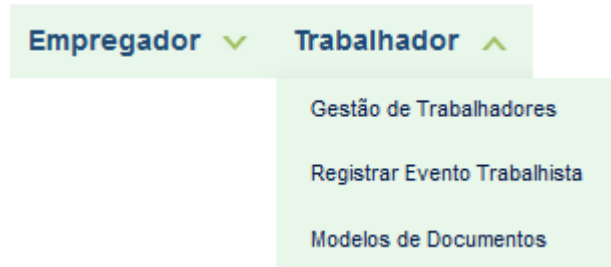 Empregador Trabalhador
Gestão de Trabalhadores
Registrar Evento Trabalhista
Modelos de Documentos